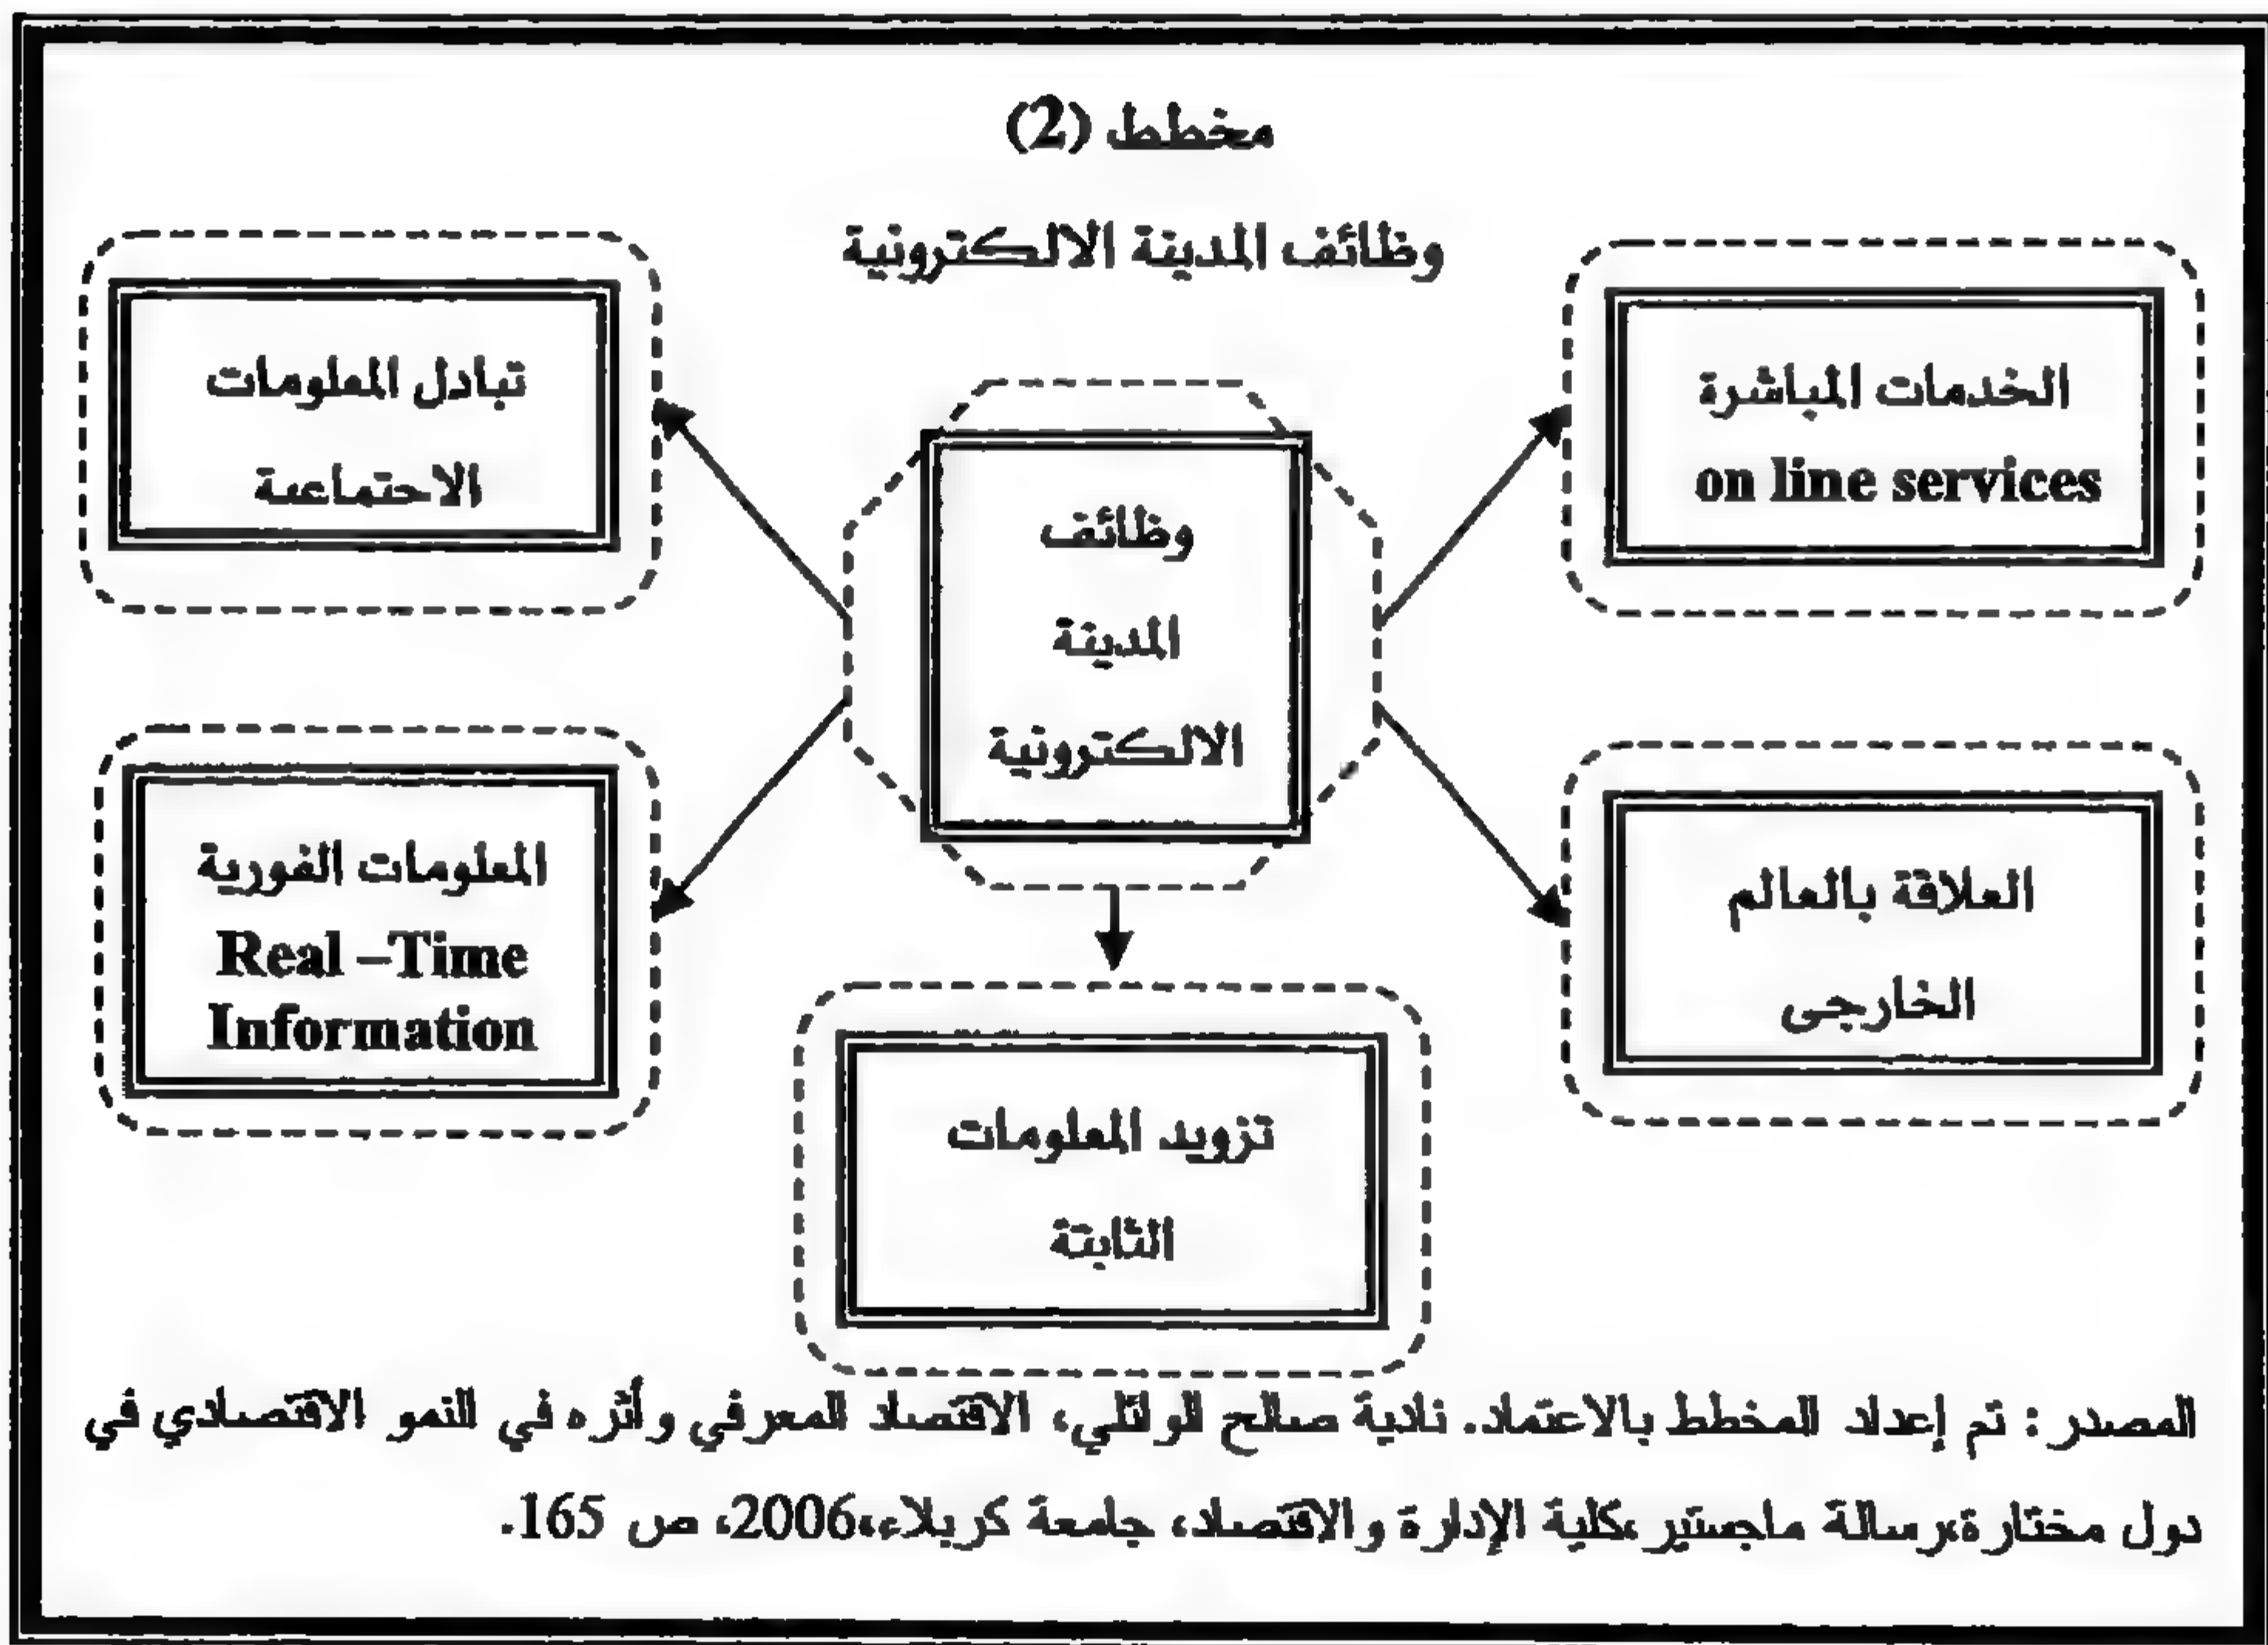 مخطط (2)
وظائف المدينة الالكترونية
الخدمات المباشرة
on line services
تبادل المعلومات
الاجتماعية
وظائف
المدينة
الالكترونية
العلاقة بالعالم
الخارجي
المعلومات الفورية
Real –Time
Information
تزويد المعلومات
الثابتة
المصدر : تم إعداد المخطط بالاعتماد. نادية صالح الوائلي، الاقتصاد المعرفي وأثره في النمو الاقتصادي في
دول مختارة،رسالة ماجستير ،كلية الإدارة والاقتصاد، جامعة كربلاء،2006، ص 165.